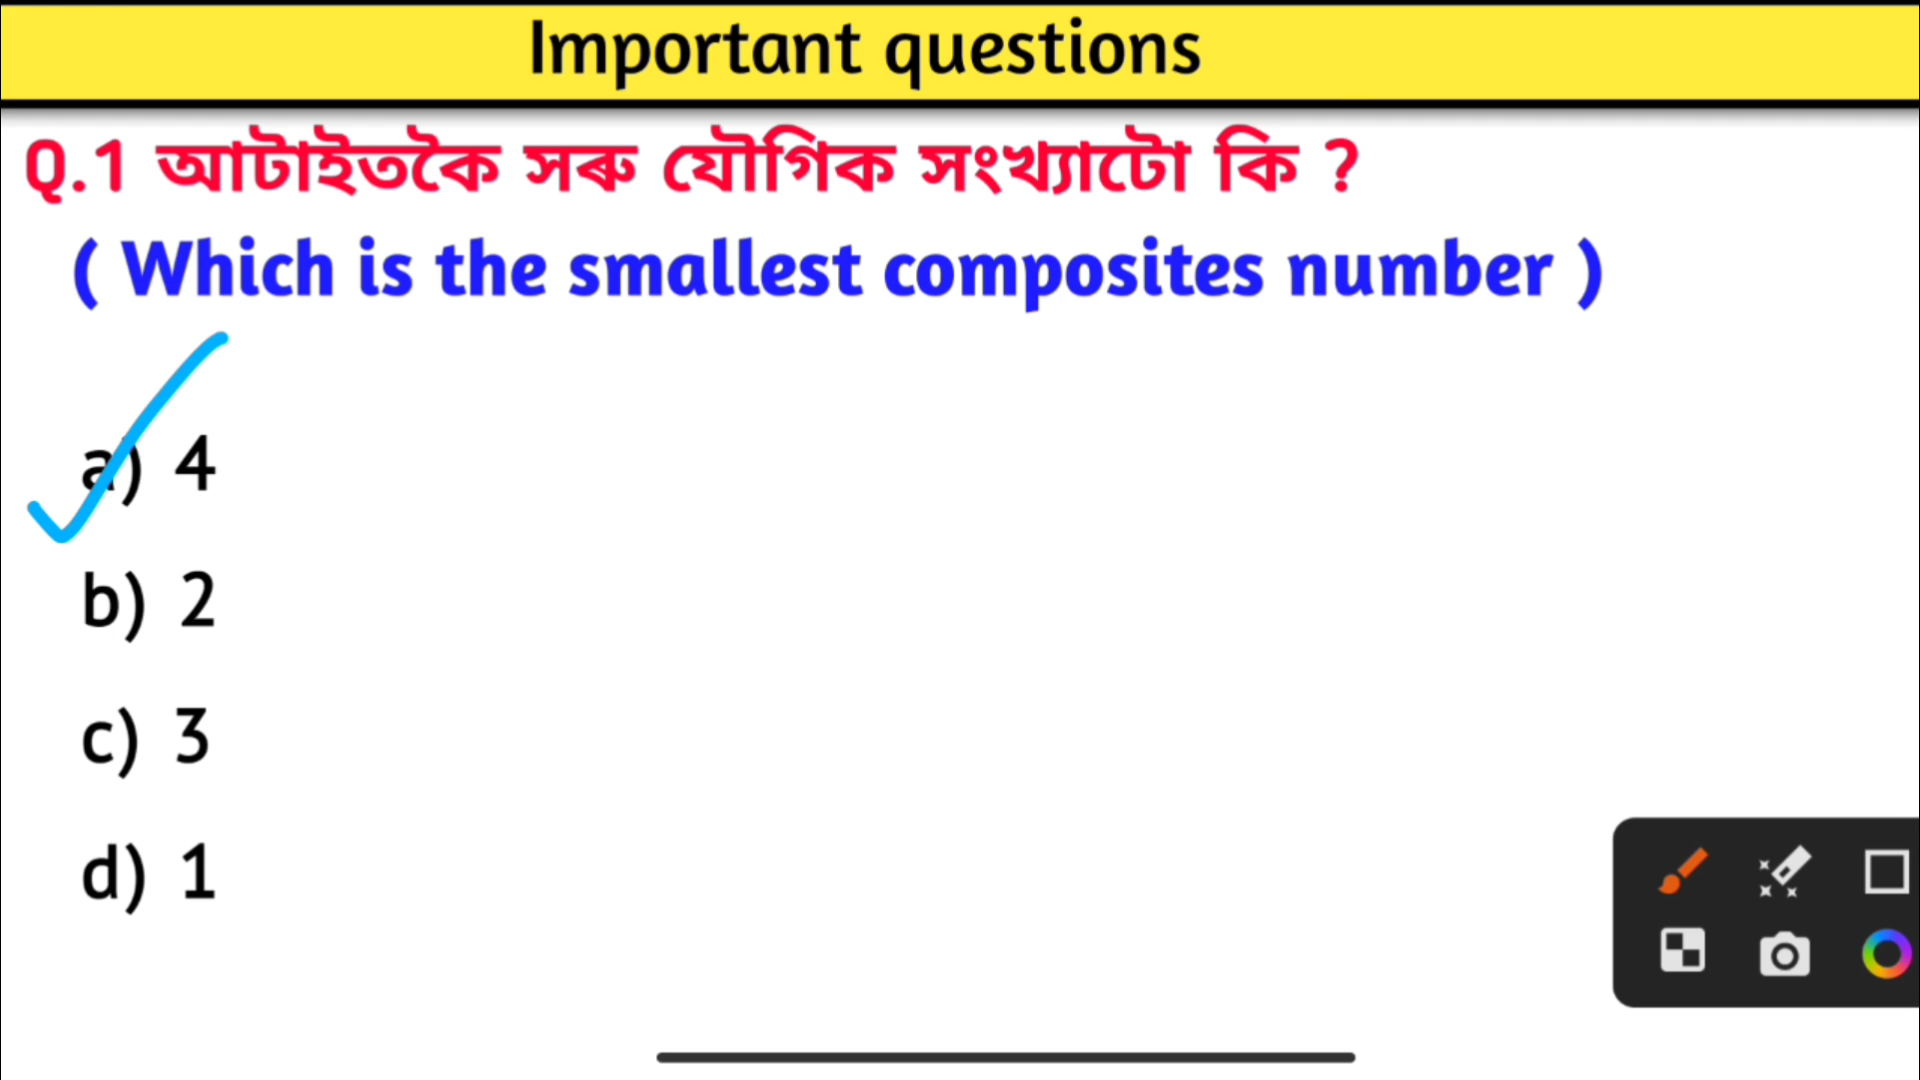 Important questions
Q.1 আটাইতকৈ সৰু যৌগিক সংখ্যাটো কি ?
( Which is the smallest composites number )
a) 4
b) 2
c) 3
d) 1